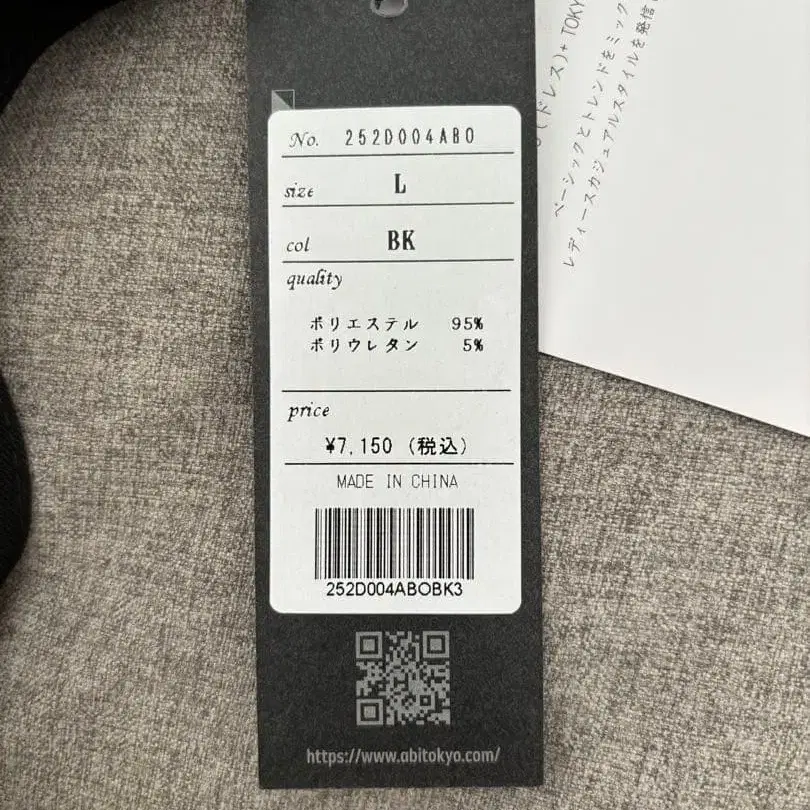 No. 252D004ABO
size L
col BK
quality
ポリエステル 95%
ポリウレタン 5%
price
¥7,150 (税込)
MADE IN CHINA
252D004ABOBK3
https://www.abitokyo.com/
(ドレス)+ TOKY
ベーシックとトレンドをミック
レディースカジュアルスタイルを発信